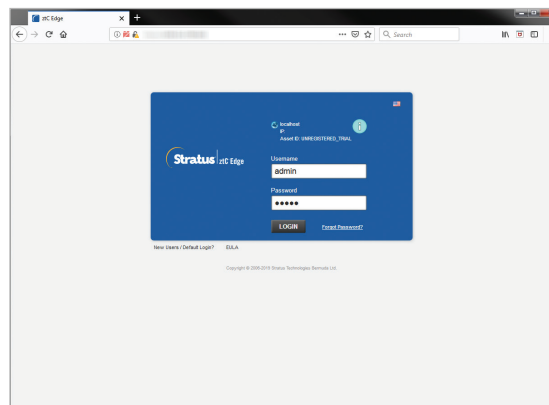 ztC Edge
Search
localhost
IP:
Asset ID: UNREGISTERED_TRIAL
Stratus ztC Edge
Username
admin
Password
•••••
LOGIN Forgot Password?
New Users / Default Login? EULA
Copyright © 2008-2019 Stratus Technologies Bermuda Ltd.